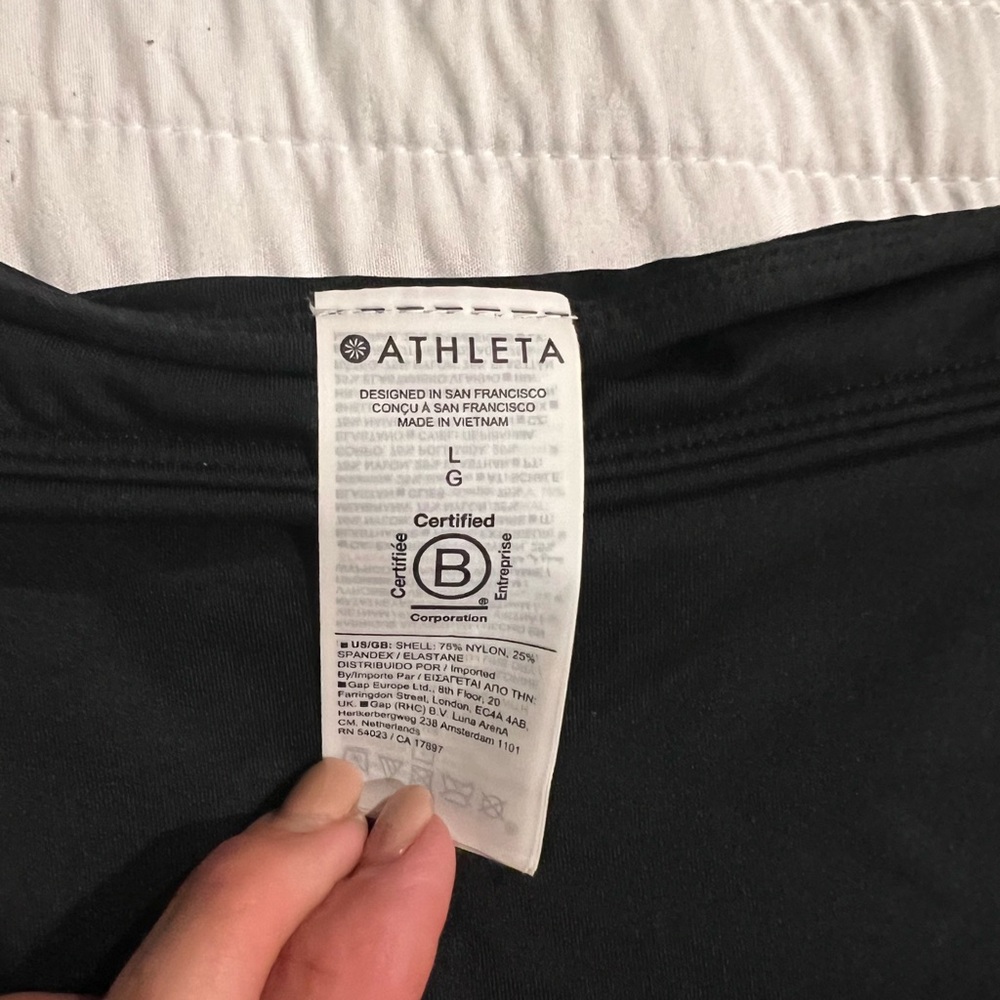 ATHLETA
DESIGNED IN SAN FRANCISCO
CONÇU À SAN FRANCISCO
MADE IN VIETNAM
L
G
Certified
Certifiée
B
Entreprise
®
Corporation
US/GB: SHELL: 75% NYLON, 25%
SPANDEX / ELASTANE
DISTRIBUIDO POR / Imported
By/Importe Par / ΕΙΣΑΓΕΤΑΙ ΑΠΟ ΤΗΝ:
Gap Europe Ltd., 8th Floor, 20
Farringdon Street, London, EC4A 4AB,
UK. Gap (RHC) B.V. Luna ArenA
Herikerbergweg 238 Amsterdam 1101
CM, Netherlands
RN 54023 / CA 17897